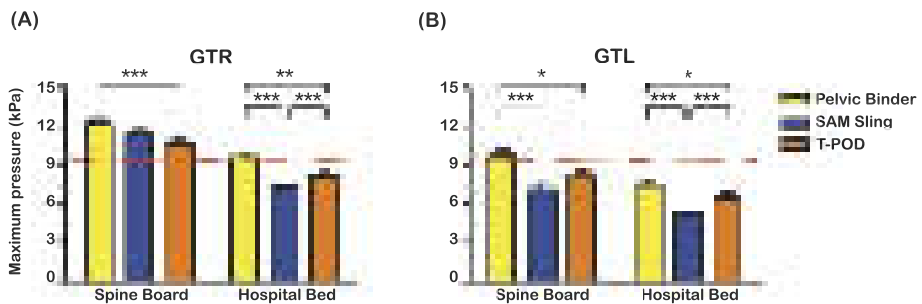 (A)
GTR
Maximum pressure (kPa)
15
12
9
6
3
0
***
**
*** ***
Spine Board Hospital Bed
(B)
GTL
15
12
9
6
3
0
*
***
*
*** ***
Spine Board Hospital Bed
Pelvic Binder
SAM Sling
T-POD